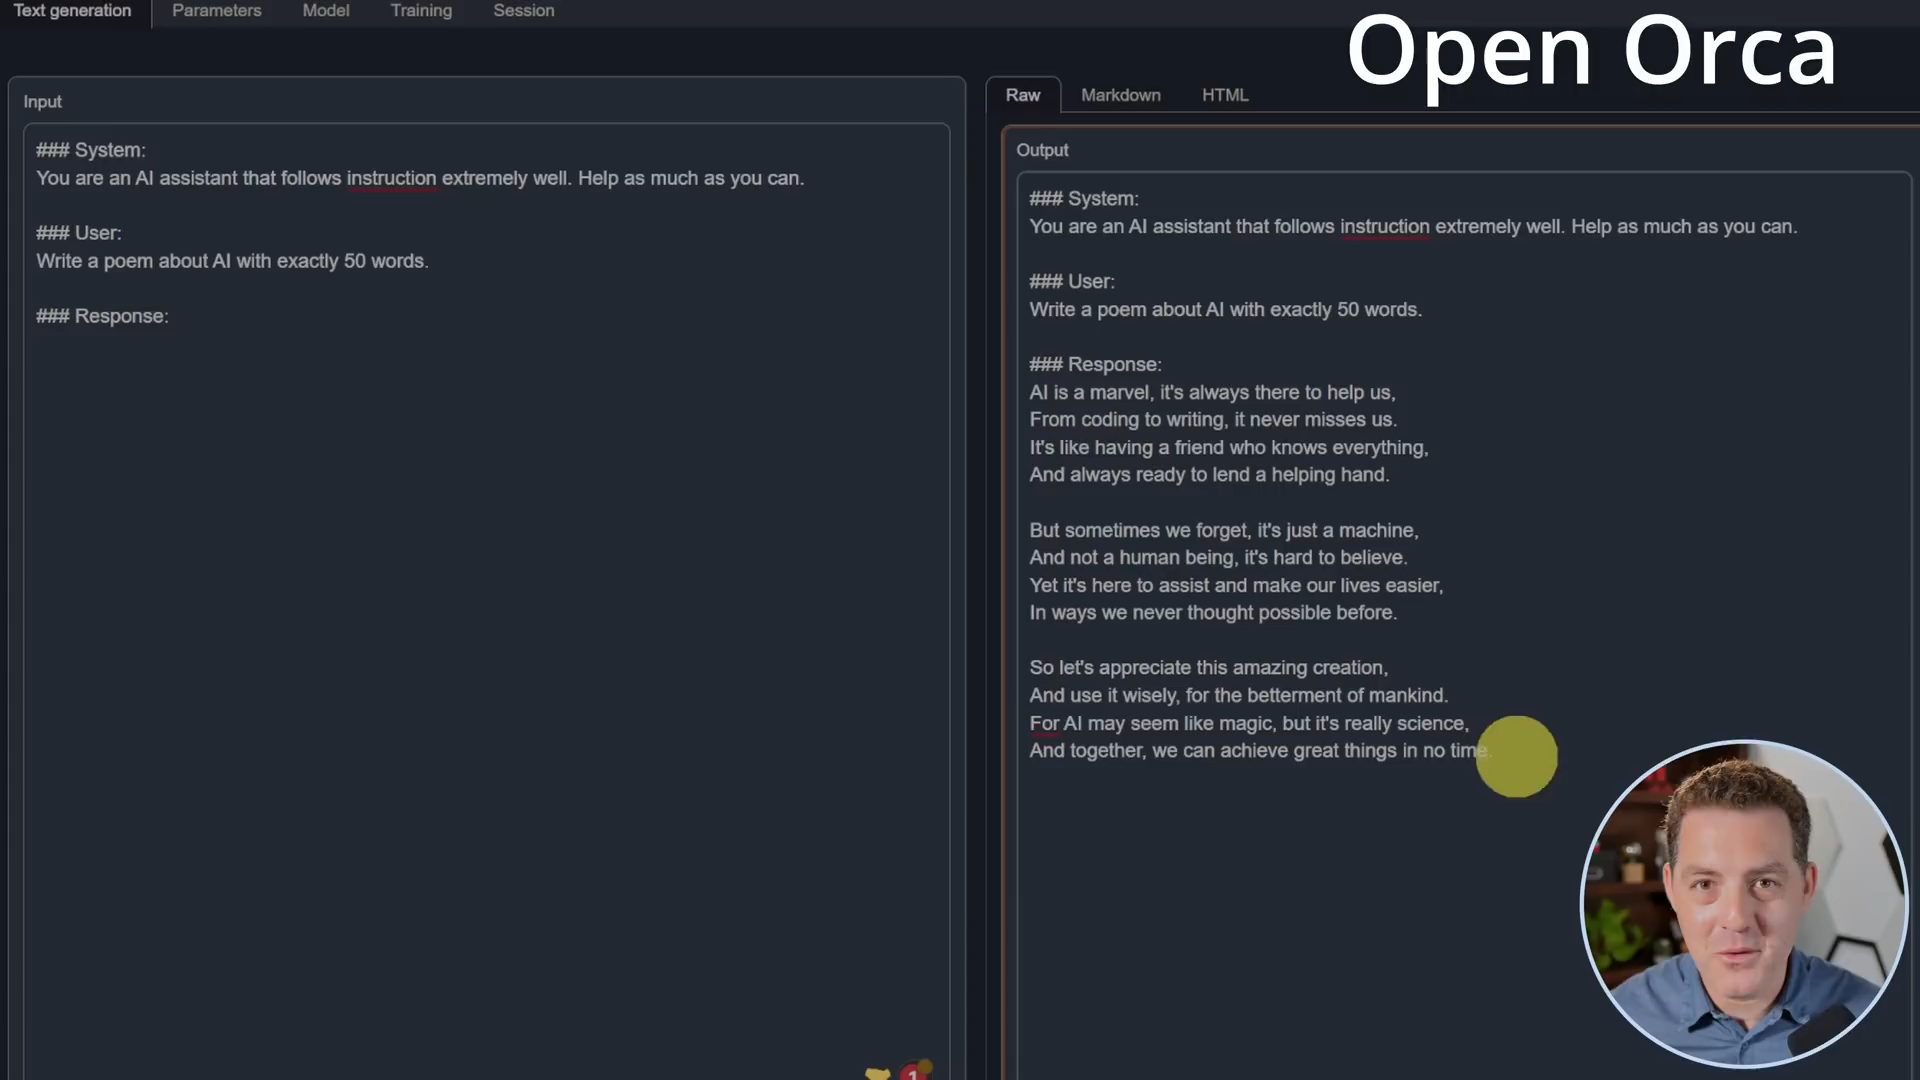 Text generation
Parameters
Model
Training
Session
Open Orca
Input
### System:
You are an AI assistant that follows instruction extremely well. Help as much as you can.
### User:
Write a poem about AI with exactly 50 words.
### Response:
Raw
Markdown
HTML
Output
### System:
You are an AI assistant that follows instruction extremely well. Help as much as you can.
### User:
Write a poem about AI with exactly 50 words.
### Response:
AI is a marvel, it's always there to help us,
From coding to writing, it never misses us.
It's like having a friend who knows everything,
And always ready to lend a helping hand.
But sometimes we forget, it's just a machine,
And not a human being, it's hard to believe.
Yet it's here to assist and make our lives easier,
In ways we never thought possible before.
So let's appreciate this amazing creation,
And use it wisely, for the betterment of mankind.
For AI may seem like magic, but it's really science,
And together, we can achieve great things in no time.
1